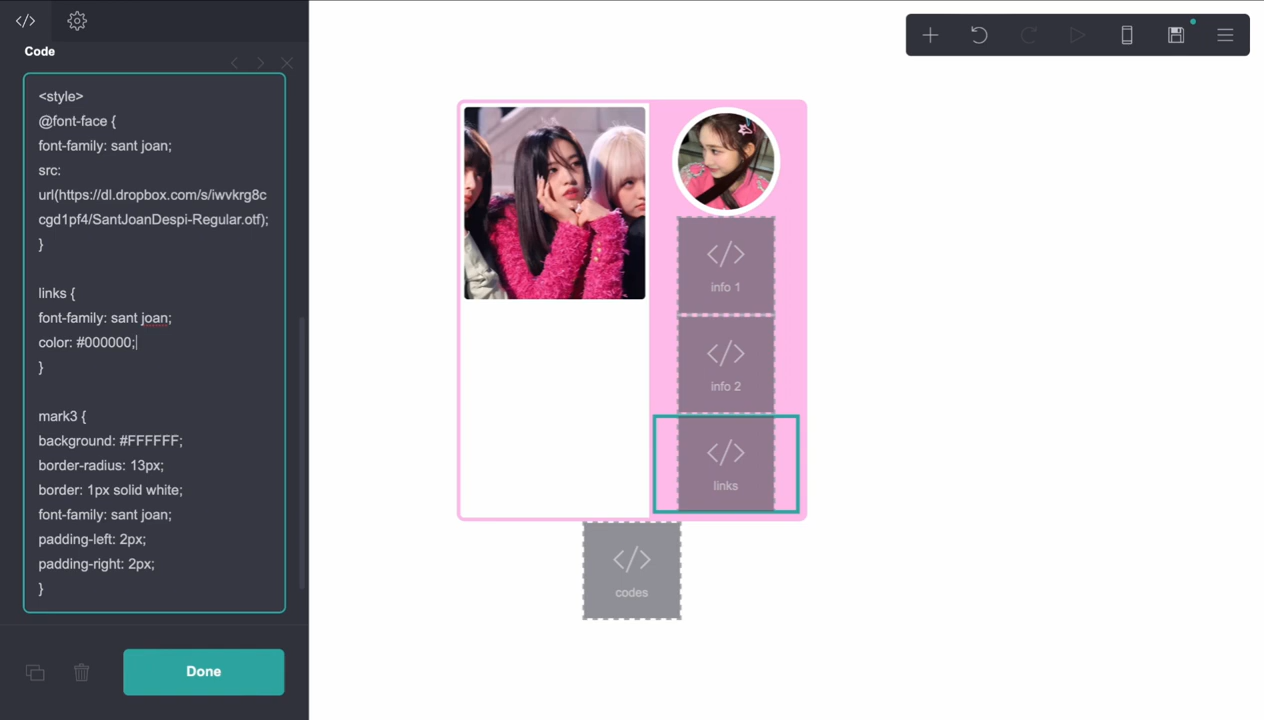 </>
Code
<style>
@font-face {
font-family: sant joan;
src:
url(https://dl.dropbox.com/s/iwvkrg8c
cgd1pf4/SantJoanDespi-Regular.otf);
}
links {
font-family: sant joan;
color: #000000;
}
mark3 {
background: #FFFFFF;
border-radius: 13px;
border: 1px solid white;
font-family: sant joan;
padding-left: 2px;
padding-right: 2px;
}
Done
</>
info 1
</>
info 2
</>
links
</>
codes